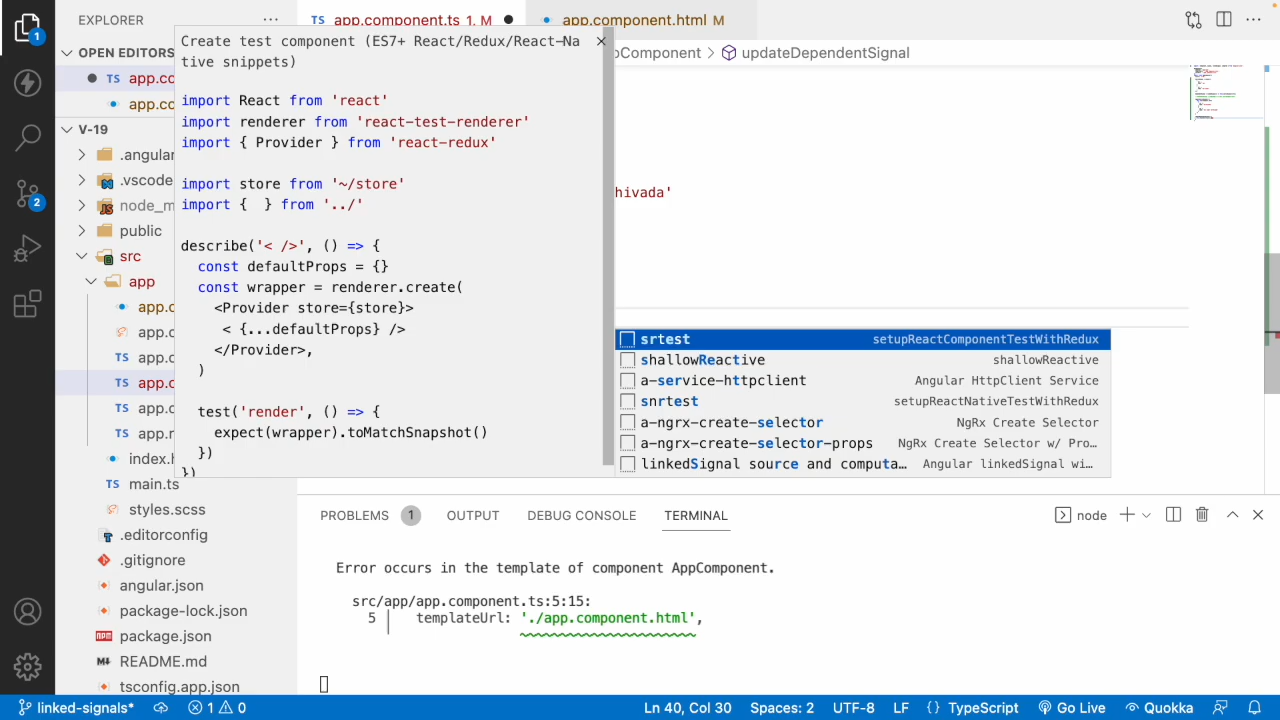 EXPLORER
OPEN EDITORS
TS app.co
app.co
V-19
.angular
.vscode
node_m
public
src
app
app.c
app.c
TS app.c
TS app.c
TS app.c
TS app.r
index.h
TS main.ts
styles.scss
.editorconfig
.gitignore
angular.json
package-lock.json
package.json
README.md
tsconfig.app.json
1
2
TS app.component.ts 1, M
app.component.html M
pComponent > updateDependentSignal
Create test component (ES7+ React/Redux/React-Na
tive snippets)
import React from 'react'
import renderer from 'react-test-renderer'
import { Provider } from 'react-redux'
import store from '~/store'
import {  } from '../'
describe('< />', () => {
const defaultProps = {}
const wrapper = renderer.create(
<Provider store={store}>
< {...defaultProps} />
</Provider>,
)
test('render', () => {
expect(wrapper).toMatchSnapshot()
})
})
hivada'
srtest setupReactComponentTestWithRedux
shallowReactive shallowReactive
a-service-httpclient Angular HttpClient Service
snrtest setupReactNativeTestWithRedux
a-ngrx-create-selector NgRx Create Selector
a-ngrx-create-selector-props NgRx Create Selector w/ Pro…
linkedSignal source and computa… Angular linkedSignal wi…
PROBLEMS 1 OUTPUT DEBUG CONSOLE TERMINAL
node
Error occurs in the template of component AppComponent.
src/app/app.component.ts:5:15:
5 templateUrl: './app.component.html',
linked-signals* 1 0 Ln 40, Col 30 Spaces: 2 UTF-8 LF {} TypeScript Go Live Quokka